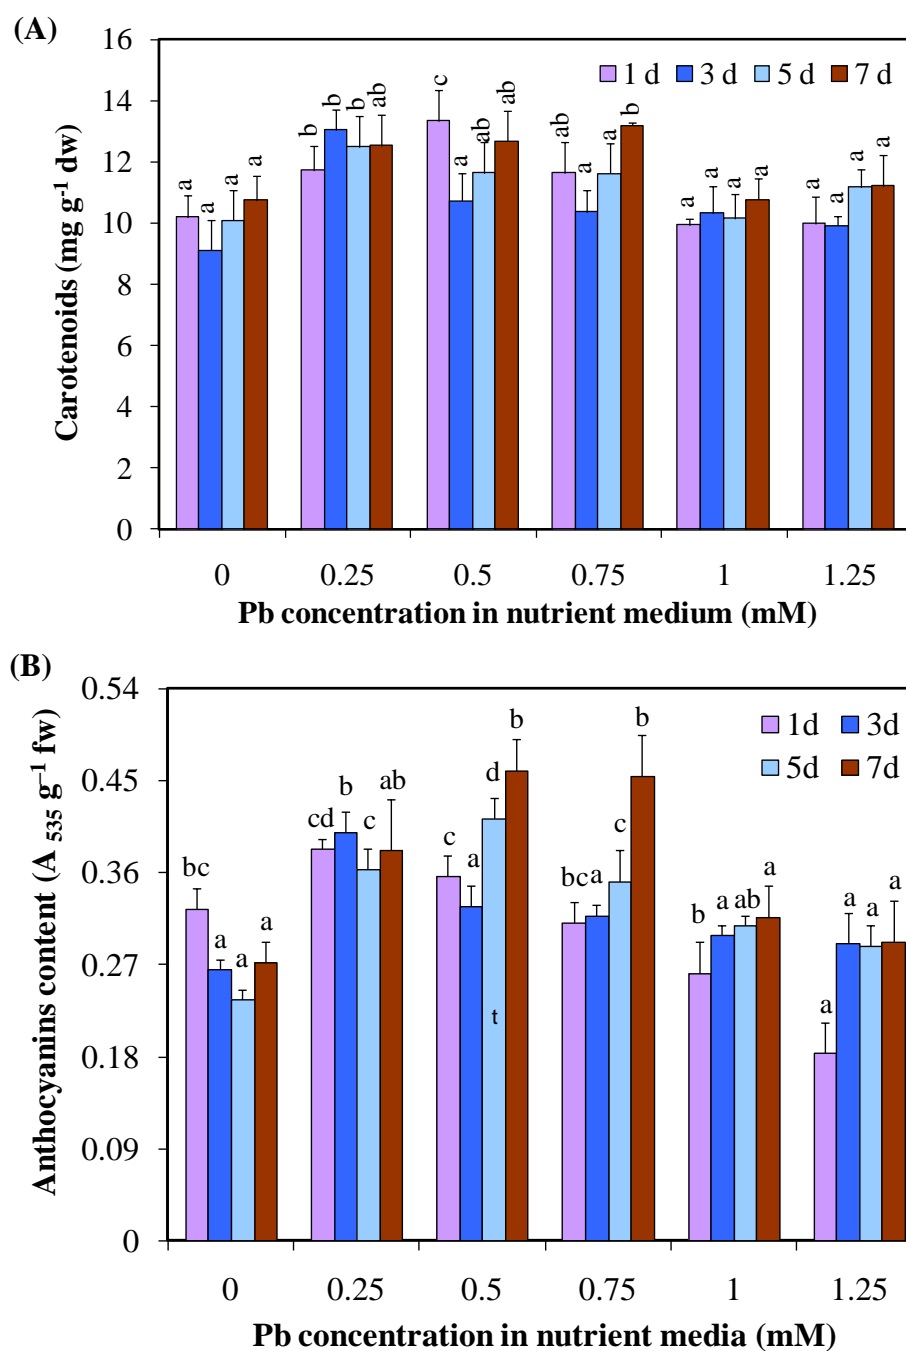 (A)
16
14
12
10
8
6
4
2
0
Carotenoids (mg g⁻¹ dw)
1 d 3 d 5 d 7 d
a a a a
b b b ab
c a ab ab
ab a a b
a a a a
a a a a
0 0.25 0.5 0.75 1 1.25
Pb concentration in nutrient medium (mM)
(B)
0.54
0.45
0.36
0.27
0.18
0.09
0
Anthocyanins content (A ₅₃₅ g⁻¹ fw)
1d 3d
5d 7d
bc a a a
cd b c ab
c a d b
t
bc a c b
b a ab a
a a a a
0 0.25 0.5 0.75 1 1.25
Pb concentration in nutrient media (mM)